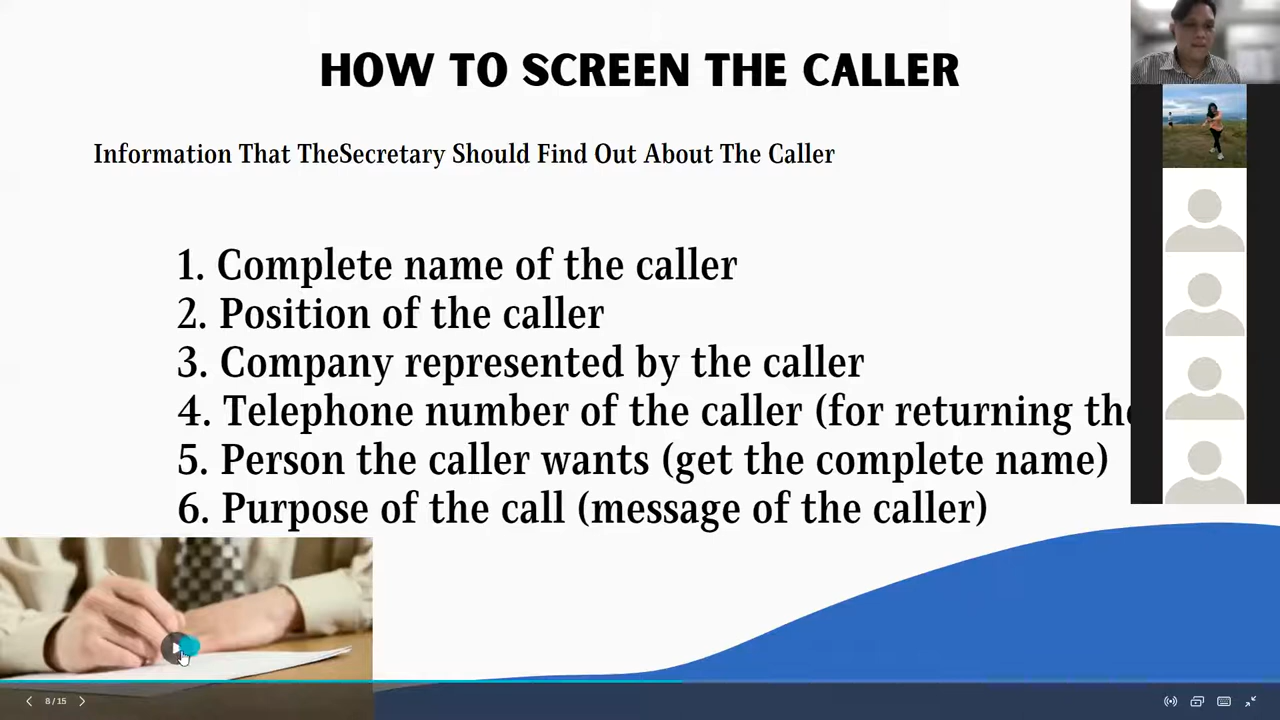 HOW TO SCREEN THE CALLER
Information That TheSecretary Should Find Out About The Caller
1. Complete name of the caller
2. Position of the caller
3. Company represented by the caller
4. Telephone number of the caller (for returning the
5. Person the caller wants (get the complete name)
6. Purpose of the call (message of the caller)
8 / 15